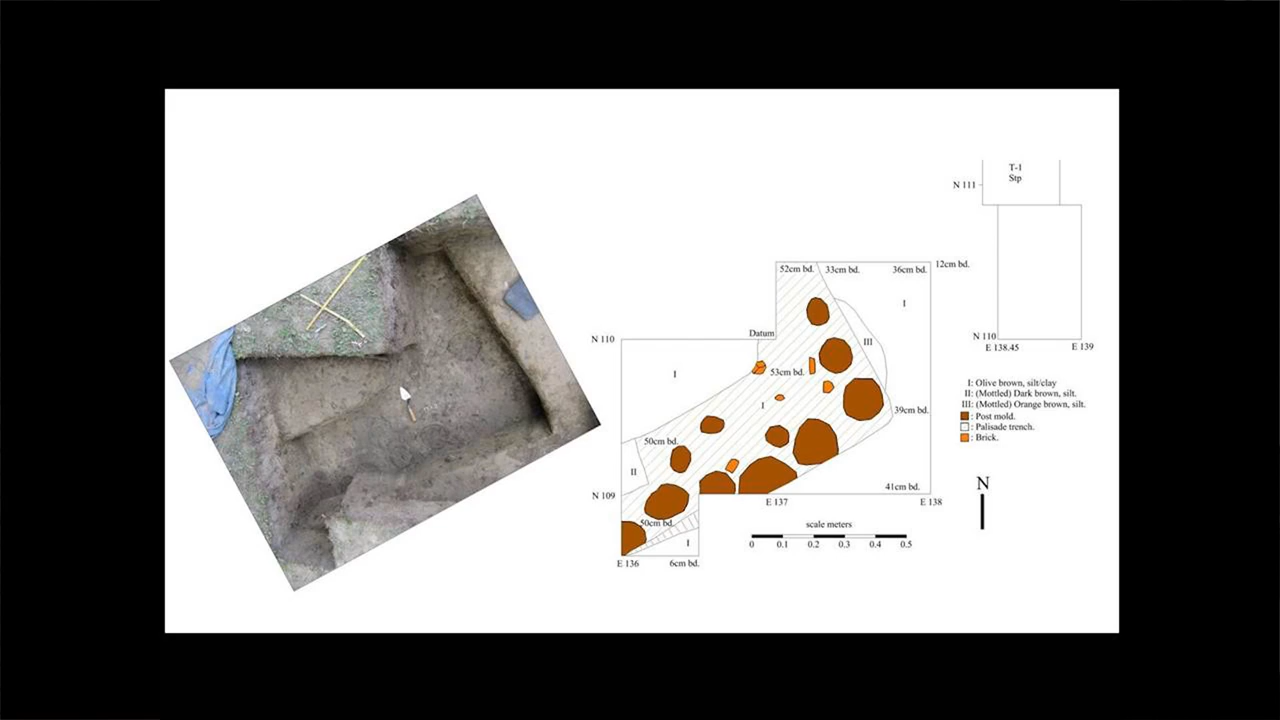 T-1
Stp
N 111
52cm bd.
33cm bd.
36cm bd.
12cm bd.
I
N 110
Datum
III
N 110
E 138.45
E 139
53cm bd.
I
I
39cm bd.
I: Olive brown, silt/clay
II: (Mottled) Dark brown, silt.
III: (Mottled) Orange brown, silt.
: Post mold.
: Palisade trench.
: Brick.
50cm bd.
II
41cm bd.
N 109
E 137
E 138
N
50cm bd.
I
scale meters
0 0.1 0.2 0.3 0.4 0.5
E 136
6cm bd.